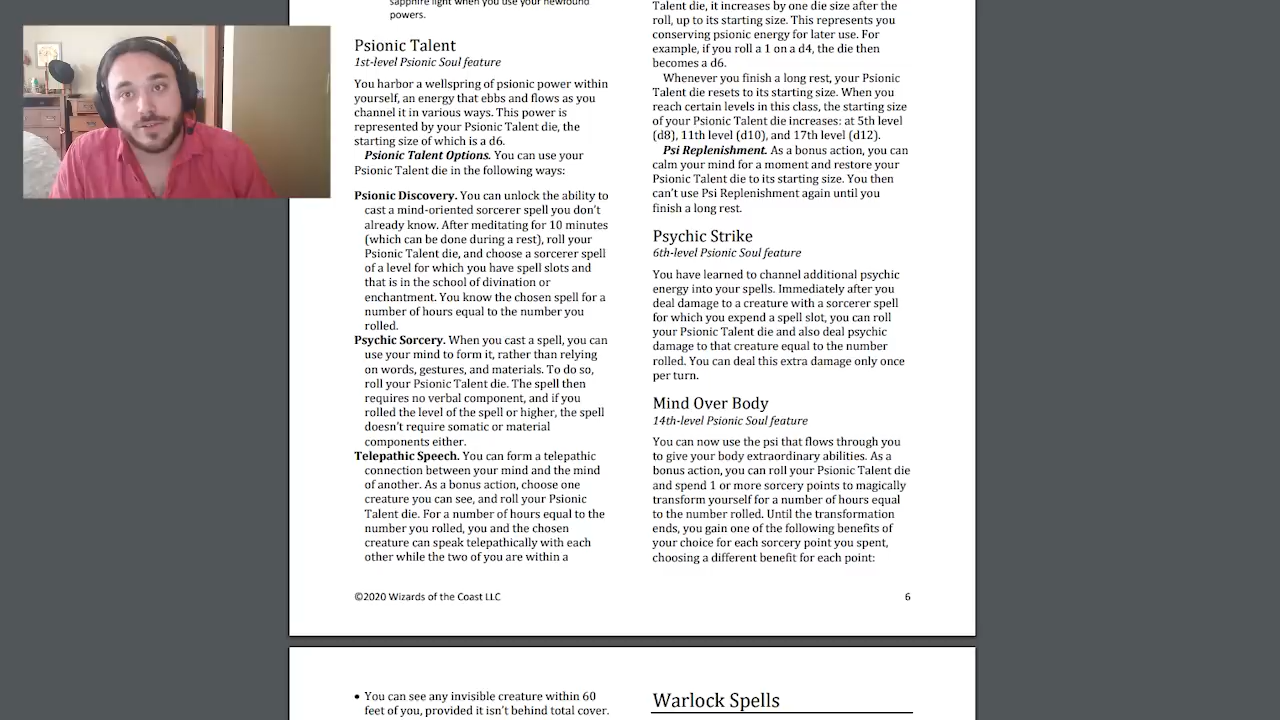 sapphire light when you use your newfound
powers.
Psionic Talent
1st-level Psionic Soul feature
You harbor a wellspring of psionic power within
yourself, an energy that ebbs and flows as you
channel it in various ways. This power is
represented by your Psionic Talent die, the
starting size of which is a d6.
Psionic Talent Options. You can use your
Psionic Talent die in the following ways:
Psionic Discovery. You can unlock the ability to
cast a mind-oriented sorcerer spell you don't
already know. After meditating for 10 minutes
(which can be done during a rest), roll your
Psionic Talent die, and choose a sorcerer spell
of a level for which you have spell slots and
that is in the school of divination or
enchantment. You know the chosen spell for a
number of hours equal to the number you
rolled.
Psychic Sorcery. When you cast a spell, you can
use your mind to form it, rather than relying
on words, gestures, and materials. To do so,
roll your Psionic Talent die. The spell then
requires no verbal component, and if you
rolled the level of the spell or higher, the spell
doesn't require somatic or material
components either.
Telepathic Speech. You can form a telepathic
connection between your mind and the mind
of another. As a bonus action, choose one
creature you can see, and roll your Psionic
Talent die. For a number of hours equal to the
number you rolled, you and the chosen
creature can speak telepathically with each
other while the two of you are within a
Talent die, it increases by one die size after the
roll, up to its starting size. This represents you
conserving psionic energy for later use. For
example, if you roll a 1 on a d4, the die then
becomes a d6.
Whenever you finish a long rest, your Psionic
Talent die resets to its starting size. When you
reach certain levels in this class, the starting size
of your Psionic Talent die increases: at 5th level
(d8), 11th level (d10), and 17th level (d12).
Psi Replenishment. As a bonus action, you can
calm your mind for a moment and restore your
Psionic Talent die to its starting size. You then
can't use Psi Replenishment again until you
finish a long rest.
Psychic Strike
6th-level Psionic Soul feature
You have learned to channel additional psychic
energy into your spells. Immediately after you
deal damage to a creature with a sorcerer spell
for which you expend a spell slot, you can roll
your Psionic Talent die and also deal psychic
damage to that creature equal to the number
rolled. You can deal this extra damage only once
per turn.
Mind Over Body
14th-level Psionic Soul feature
You can now use the psi that flows through you
to give your body extraordinary abilities. As a
bonus action, you can roll your Psionic Talent die
and spend 1 or more sorcery points to magically
transform yourself for a number of hours equal
to the number rolled. Until the transformation
ends, you gain one of the following benefits of
your choice for each sorcery point you spent,
choosing a different benefit for each point:
©2020 Wizards of the Coast LLC
6
• You can see any invisible creature within 60
feet of you, provided it isn't behind total cover.
Warlock Spells